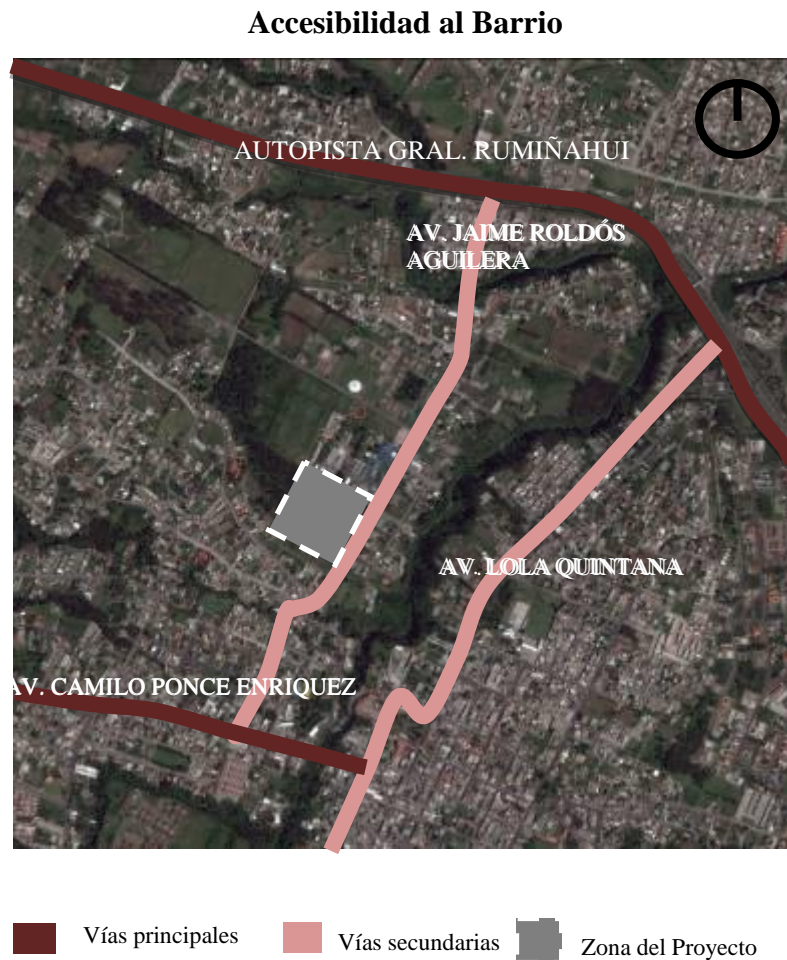 Accesibilidad al Barrio
AUTOPISTA GRAL. RUMIÑAHUI
AV. JAIME ROLDÓS
AGUILERA
AV. LOLA QUINTANA
AV. CAMILO PONCE ENRIQUEZ
Vías principales
Vías secundarias
Zona del Proyecto